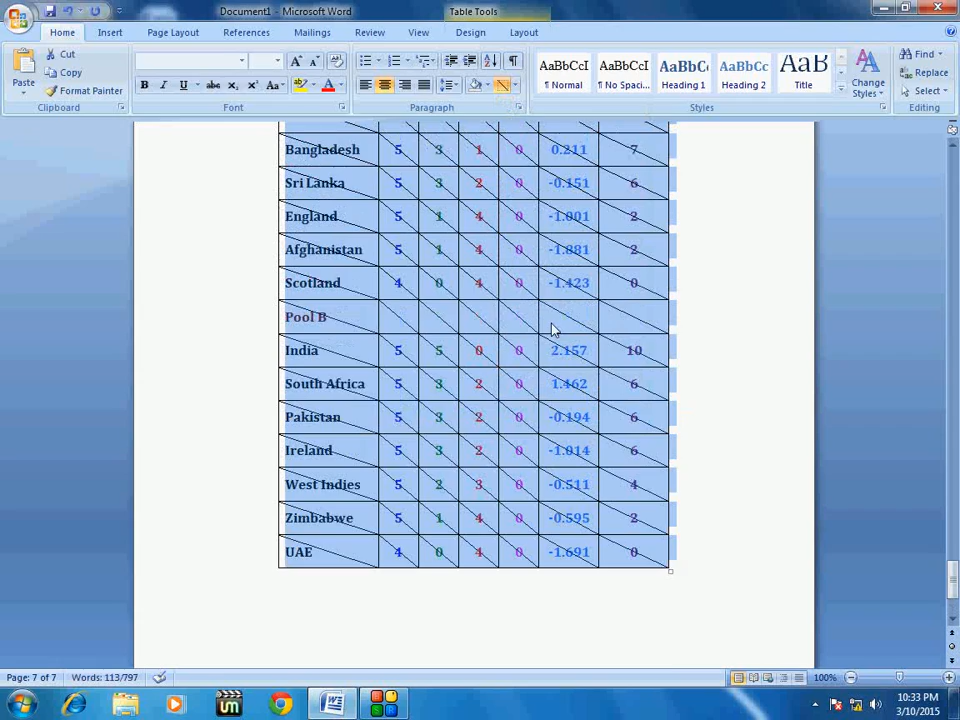 Document1 - Microsoft Word
Table Tools
Home Insert Page Layout References Mailings Review View Design Layout
Paste
Cut
Copy
Format Painter
Clipboard
B I U abc X₂ X² Aa
A A
Font
Paragraph
AaBbCcI
¶ Normal
AaBbCcI
¶ No Spaci...
AaBbC
Heading 1
AaBbCc
Heading 2
AaB
Title
Change
Styles
Styles
Find
Replace
Select
Editing
Bangladesh 5 3 1 0 0.211 7
Sri Lanka 5 3 2 0 -0.151 6
England 5 1 4 0 -1.001 2
Afghanistan 5 1 4 0 -1.881 2
Scotland 4 0 4 0 -1.423 0
Pool B
India 5 5 0 0 2.157 10
South Africa 5 3 2 0 1.462 6
Pakistan 5 3 2 0 -0.194 6
Ireland 5 3 2 0 -1.014 6
West Indies 5 2 3 0 -0.511 4
Zimbabwe 5 1 4 0 -0.595 2
UAE 4 0 4 0 -1.691 0
Page: 7 of 7 Words: 113/797
100%
10:33 PM
3/10/2015